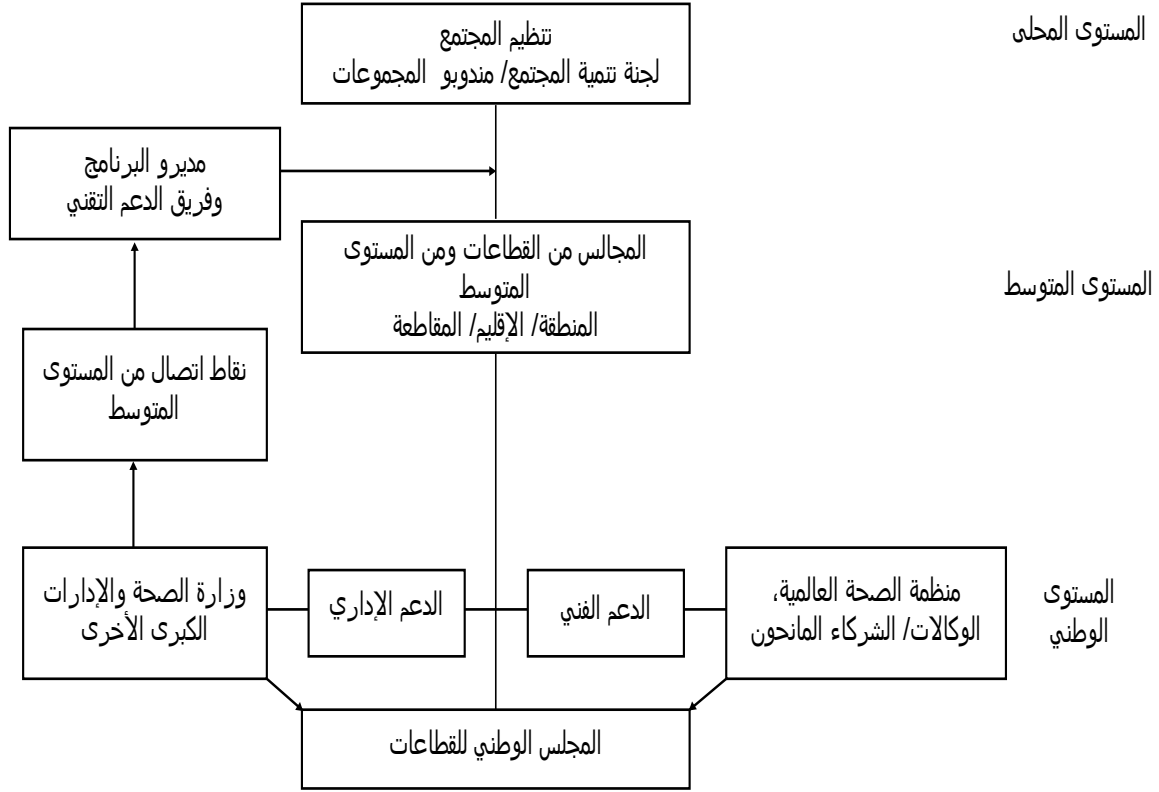 المستوى المحلى
تنظيم المجتمع
لجنة تنمية المجتمع/ مندوبو المجموعات
مديرو البرنامج
وفريق الدعم التقني
المستوى المتوسط
المجالس من القطاعات ومن المستوى
المتوسط
المنطقة/ الإقليم/ المقاطعة
نقاط اتصال من المستوى
المتوسط
المستوى
الوطني
منظمة الصحة العالمية،
الوكالات/ الشركاء المانحون
الدعم الفني
الدعم الإداري
وزارة الصحة والإدارات
الكبرى الأخرى
المجلس الوطني للقطاعات